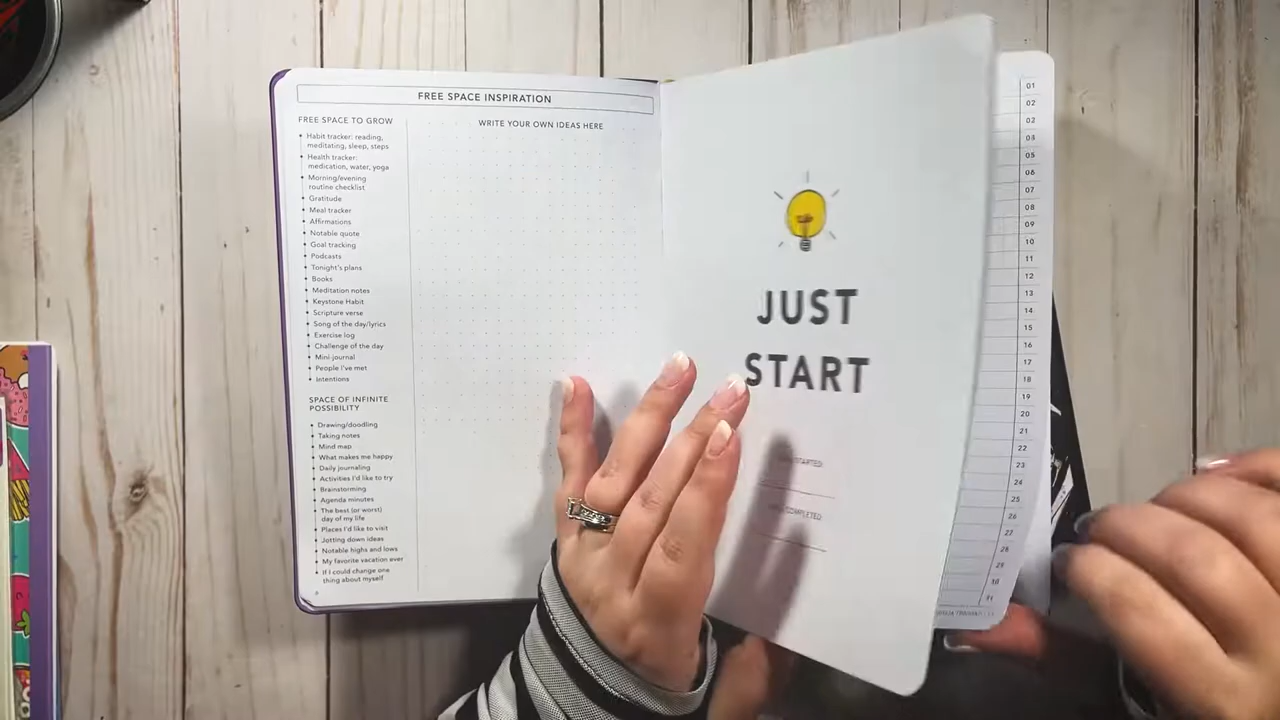 FREE SPACE INSPIRATION
FREE SPACE TO GROW
Habit tracker: reading,
meditating, sleep, steps
Health tracker:
medication, water, yoga
Morning/evening
routine checklist
Gratitude
Meal tracker
Affirmations
Notable quote
Goal tracking
Podcasts
Tonight's plans
Books
Meditation notes
Keystone Habit
Scripture verse
Song of the day/lyrics
Exercise log
Challenge of the day
Mini-journal
People I've met
Intentions
SPACE OF INFINITE
POSSIBILITY
Drawing/doodling
Taking notes
Mind map
What makes me happy
Daily journaling
Activities I'd like to try
Brainstorming
Agenda minutes
The best (or worst)
day of my life
Places I'd like to visit
Jotting down ideas
Notable highs and lows
My favorite vacation ever
If I could change one
thing about myself
WRITE YOUR OWN IDEAS HERE
JUST
START
STARTED
COMPLETED
01
02
02
04
05
06
07
08
09
10
11
12
13
14
15
16
17
18
19
20
21
22
23
24
25
26
27
28
29